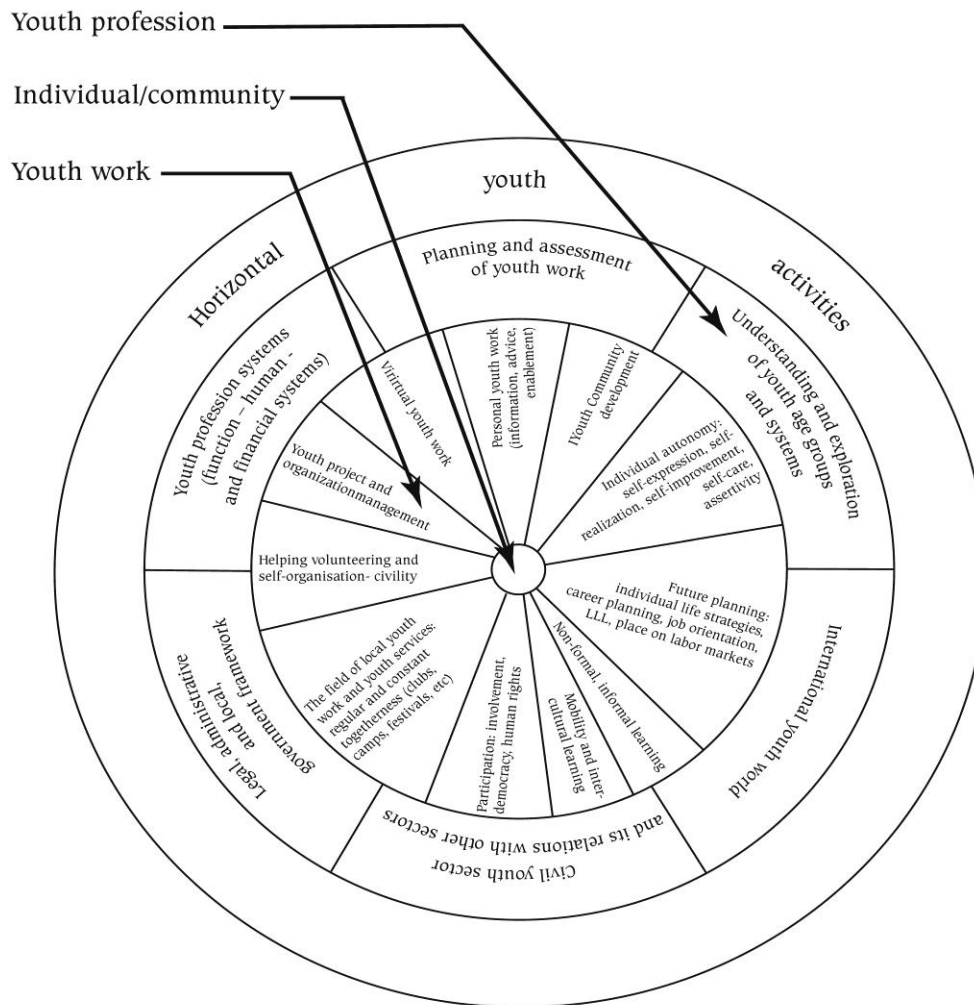 Youth profession
Individual/community
Youth work
Horizontal
youth
activities
Planning and assessment
of youth work
Understanding and exploration
of youth age groups
and systems
International youth world
Civil youth sector
and its relations with other sectors
Legal, administrative
and local,
government framework
Youth profession systems
(function – human -
and financial systems)
Virirtual youth work
Personal youth work
(information, advice,
enablement)
IYouth Community
development
Individual autonomy:
self-expression, self-
realization, self-improvement,
self-care,
assertivity
Future planning:
individual life strategies,
career planning, job orientation,
LLL, place on labor markets
Non-formal, informal learning
Mobility and inter-
cultural learning
Participation: involvement,
democracy, human rights
The field of local youth
work and youth services:
regular and constant
togetherness (clubs,
camps, festivals, etc)
Helping volunteering and
self-organisation- civility
Youth project and
organizationmanagement